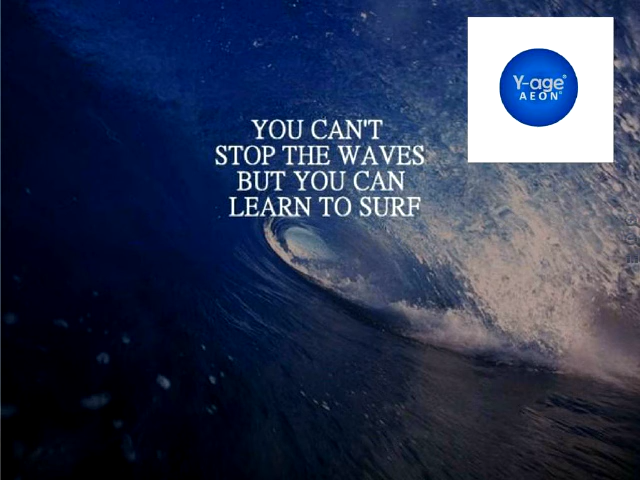 YOU CAN'T
STOP THE WAVES
BUT YOU CAN
LEARN TO SURF
Y-age®
AEON®